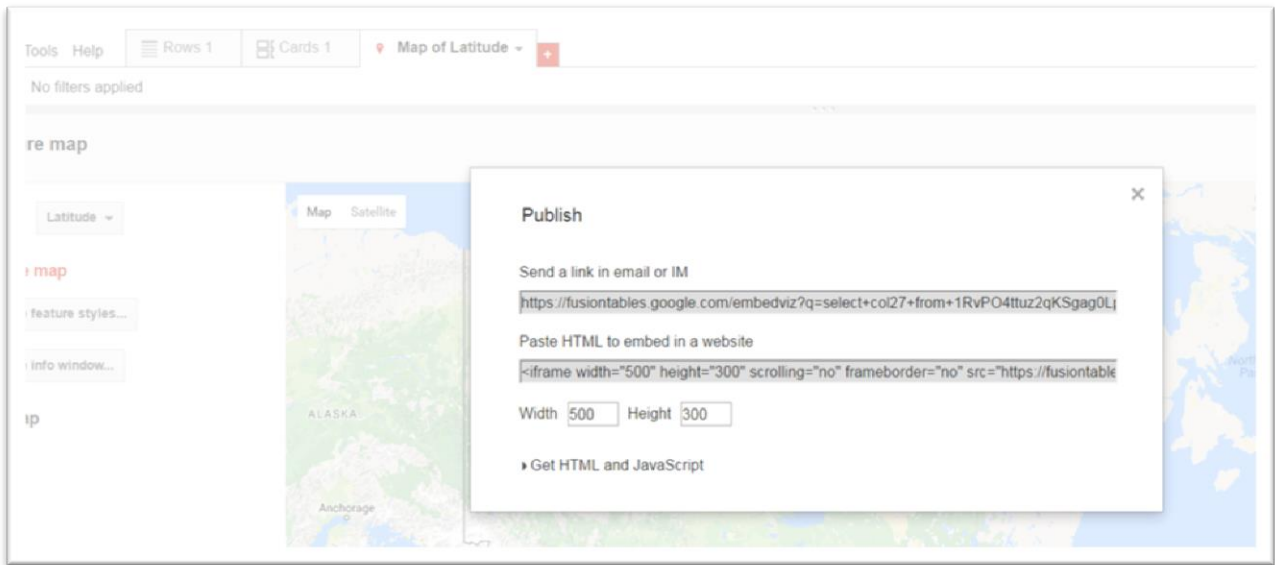 Tools Help Rows 1 Cards 1 Map of Latitude +
No filters applied
re map
Latitude
Map Satellite
map
feature styles...
info window...
ALASKA
Anchorage
Publish
Send a link in email or IM
https://fusiontables.google.com/embedviz?q=select+col27+from+1RvPO4ttuz2qKSgag0L
Paste HTML to embed in a website
<iframe width="500" height="300" scrolling="no" frameborder="no" src="https://fusiontable
Width 500 Height 300
Get HTML and JavaScript